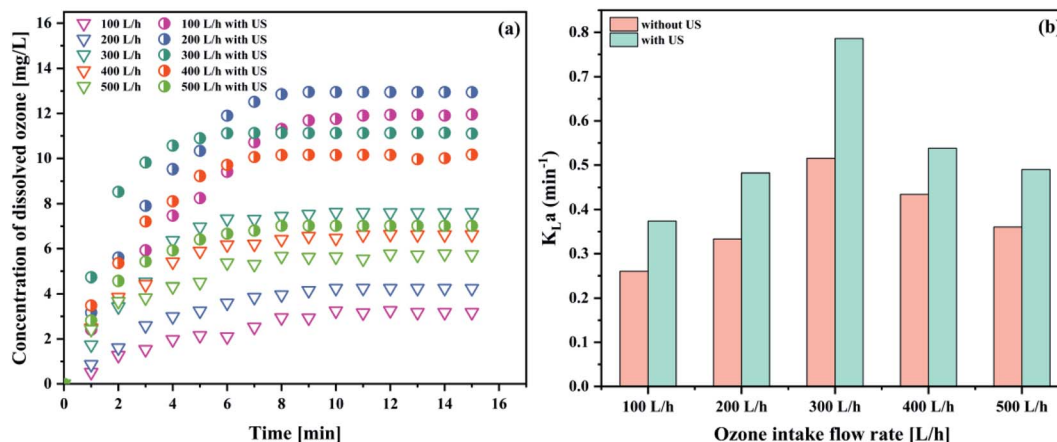 (a)
100 L/h
200 L/h
300 L/h
400 L/h
500 L/h
100 L/h with US
200 L/h with US
300 L/h with US
400 L/h with US
500 L/h with US
Concentration of dissolved ozone [mg/L]
16
14
12
10
8
6
4
2
0
0 2 4 6 8 10 12 14 16
Time [min]
(b)
without US
with US
K_La (min⁻¹)
0.8
0.7
0.6
0.5
0.4
0.3
0.2
0.1
0.0
100 L/h 200 L/h 300 L/h 400 L/h 500 L/h
Ozone intake flow rate [L/h]